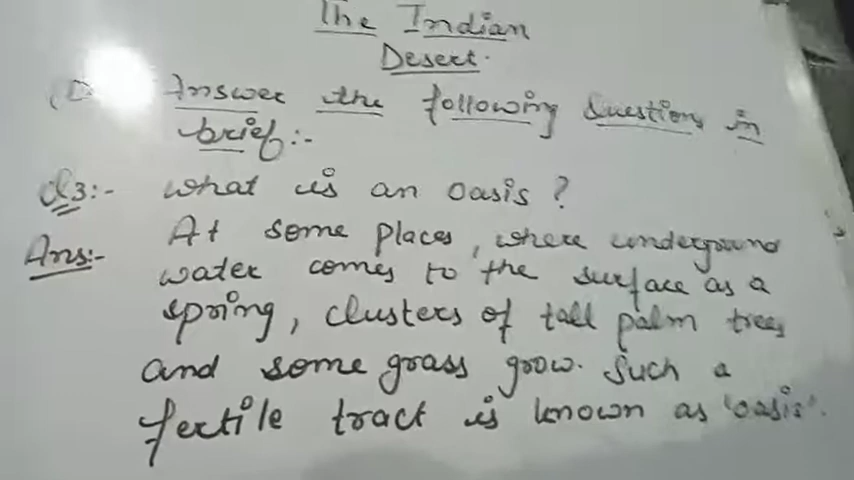 The Indian
Desert.
Answer the following Questions in
brief:-
Q3:- what is an oasis?
Ans:- At some places, where underground
water comes to the surface as a
spring, clusters of tall palm trees
and some grass grow. Such a
fertile tract is known as 'oasis'.